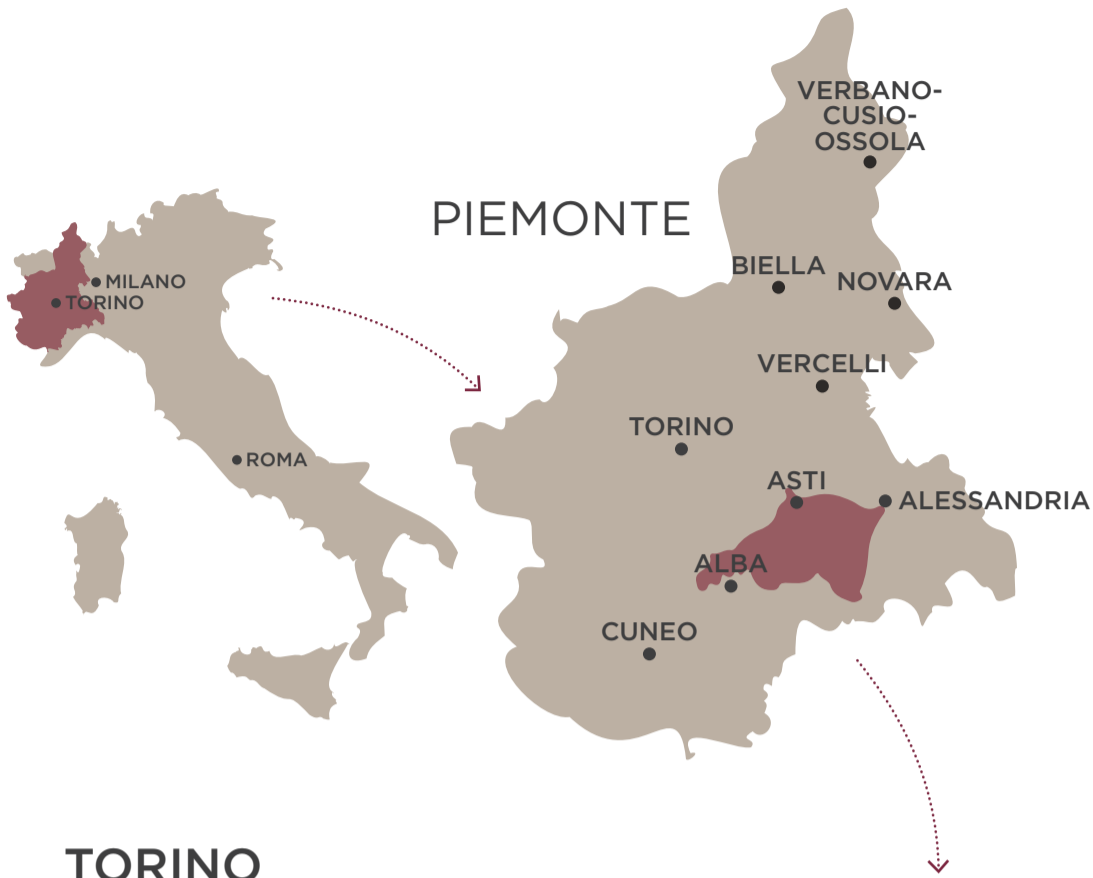 VERBANO-
CUSIO-
OSSOLA
PIEMONTE
BIELLA
NOVARA
MILANO
TORINO
VERCELLI
TORINO
ROMA
ASTI
ALESSANDRIA
ALBA
CUNEO
TORINO